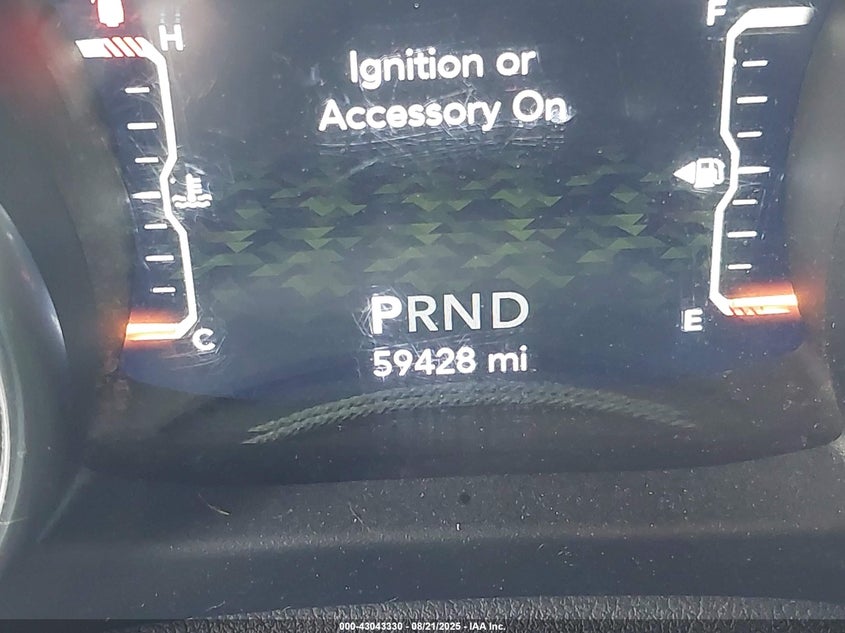 H
F
Ignition or
Accessory On
PRND
E
C
59428 mi
000-43043330 - 08/21/2025 - IAA Inc.